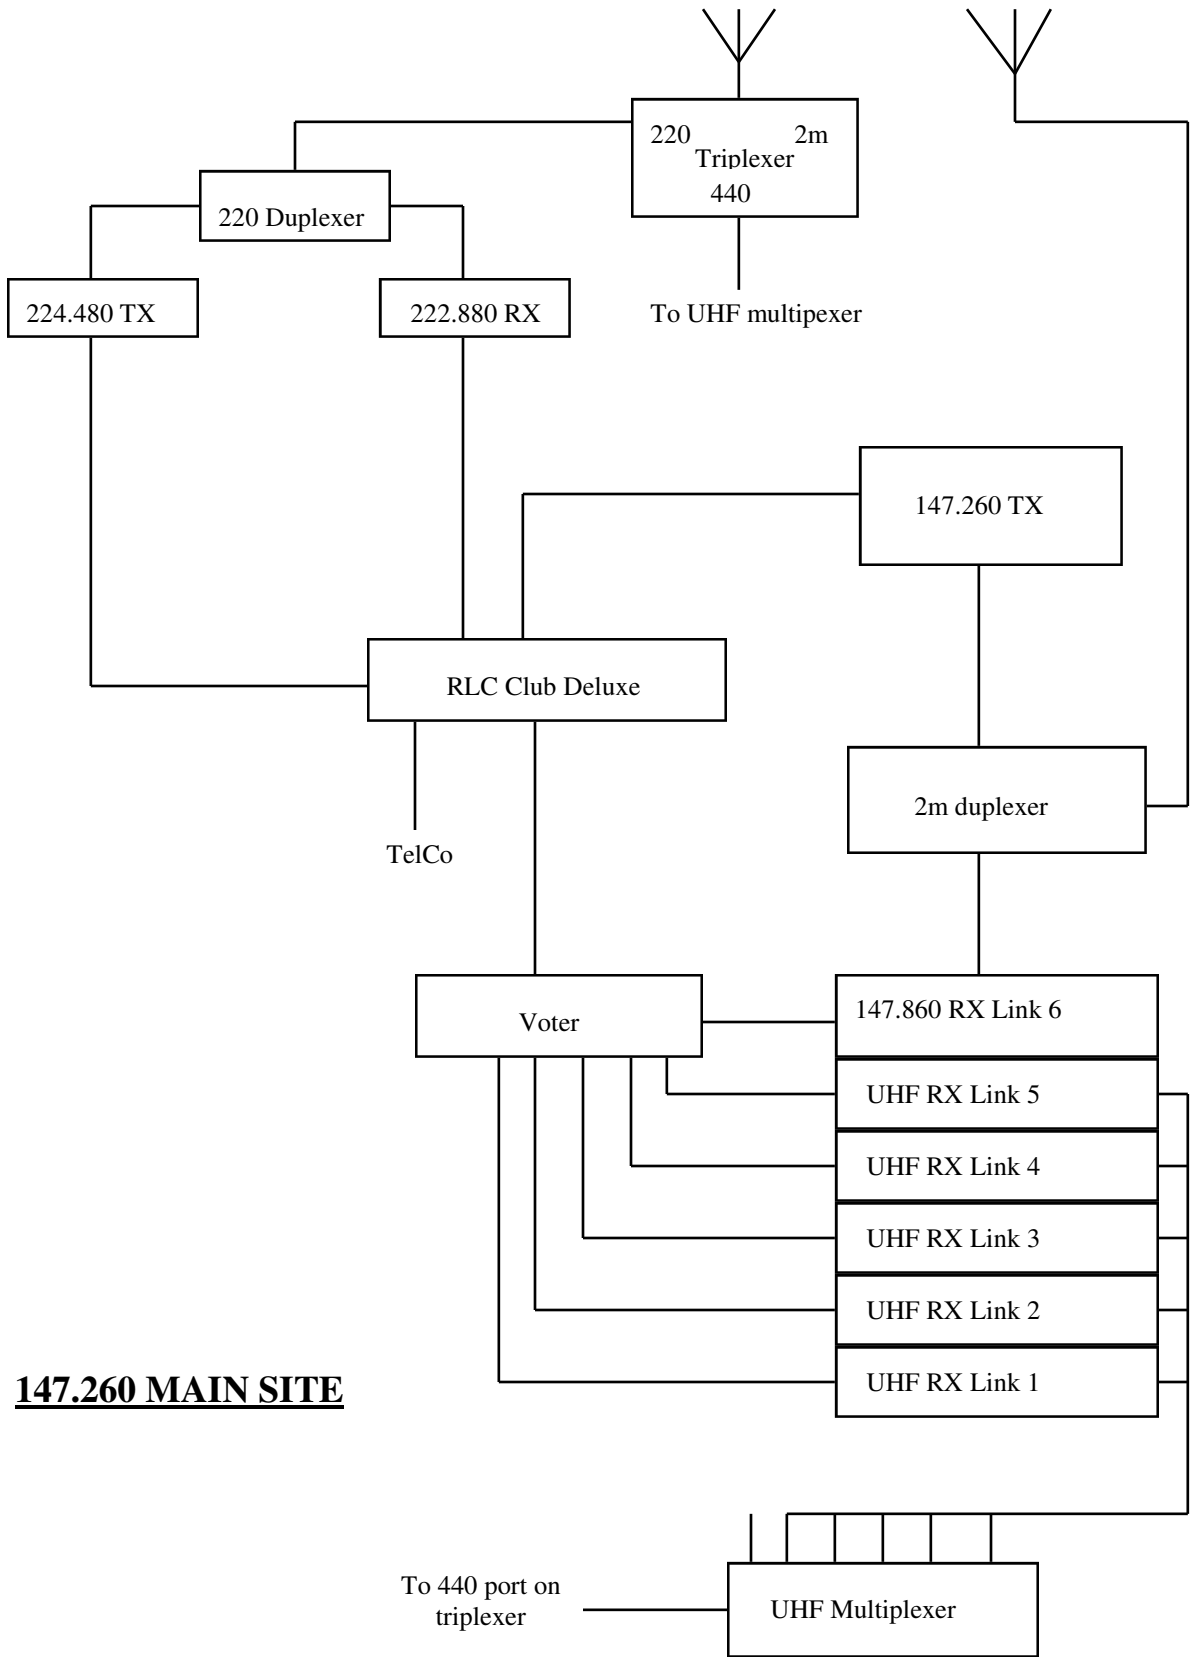 220 2m
Triplexer
440
220 Duplexer
224.480 TX
222.880 RX
To UHF multipexer
147.260 TX
RLC Club Deluxe
2m duplexer
TelCo
Voter
147.860 RX Link 6
UHF RX Link 5
UHF RX Link 4
UHF RX Link 3
UHF RX Link 2
UHF RX Link 1
147.260 MAIN SITE
To 440 port on
triplexer
UHF Multiplexer